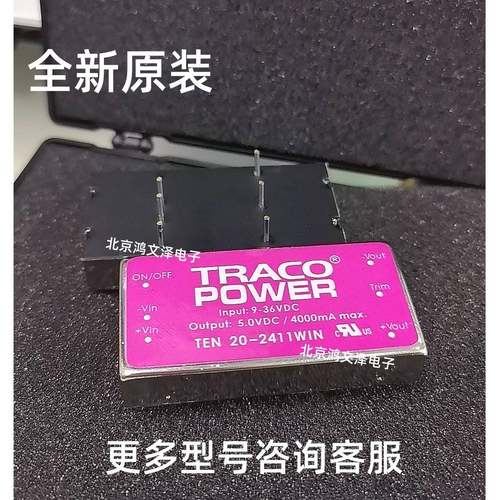 全新原装
北京鸿文泽电子
ON/OFF
-Vin
+Vin
TRACO®
POWER
Input: 9-36VDC
Output: 5.0VDC / 4000mA max.
TEN 20-2411WIN
c RU US
-Vout
Trim
+Vout
北京鸿文泽电子
更多型号咨询客服